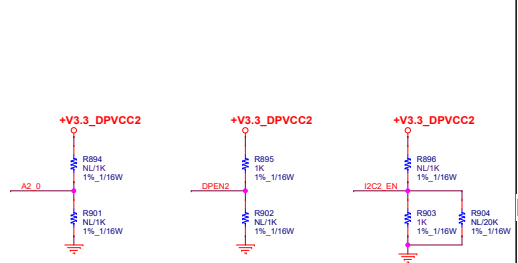 +V3.3_DPVCC2
+V3.3_DPVCC2
+V3.3_DPVCC2
R894
NL/1K
1%_1/16W
R895
1K
1%_1/16W
R896
NL/1K
1%_1/16W
A2_0
DPEN2
I2C2_EN
R901
NL/1K
1%_1/16W
R902
NL/1K
1%_1/16W
R903
1K
1%_1/16W
R904
NL/20K
1%_1/16W